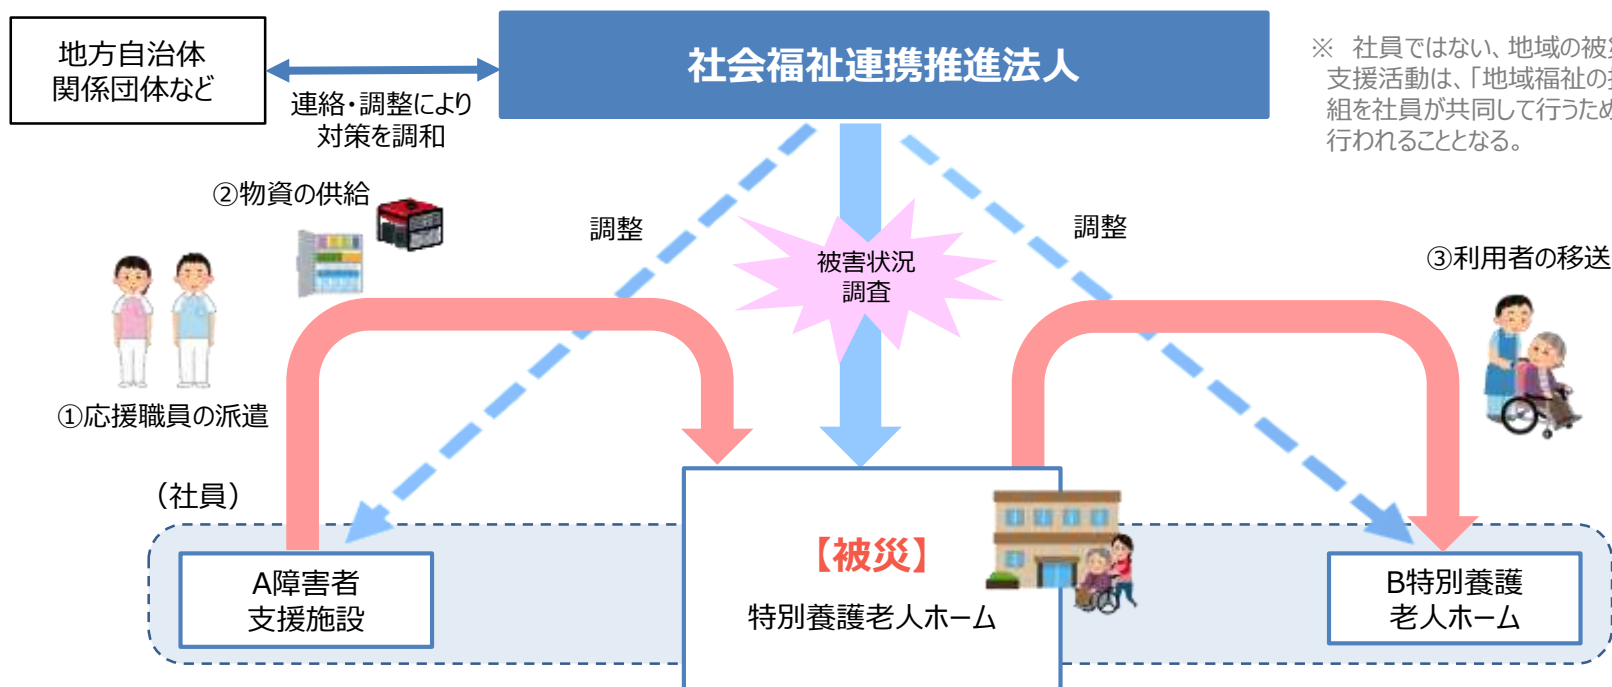 地方自治体
関係団体など
社会福祉連携推進法人
連絡・調整により
対策を調和
※ 社員ではない、地域の被災
支援活動は、「地域福祉の推
組を社員が共同して行うため
行われることとなる。
②物資の供給
調整
被害状況
調査
調整
③利用者の移送
①応援職員の派遣
（社員）
A障害者
支援施設
【被災】
特別養護老人ホーム
B特別養護
老人ホーム